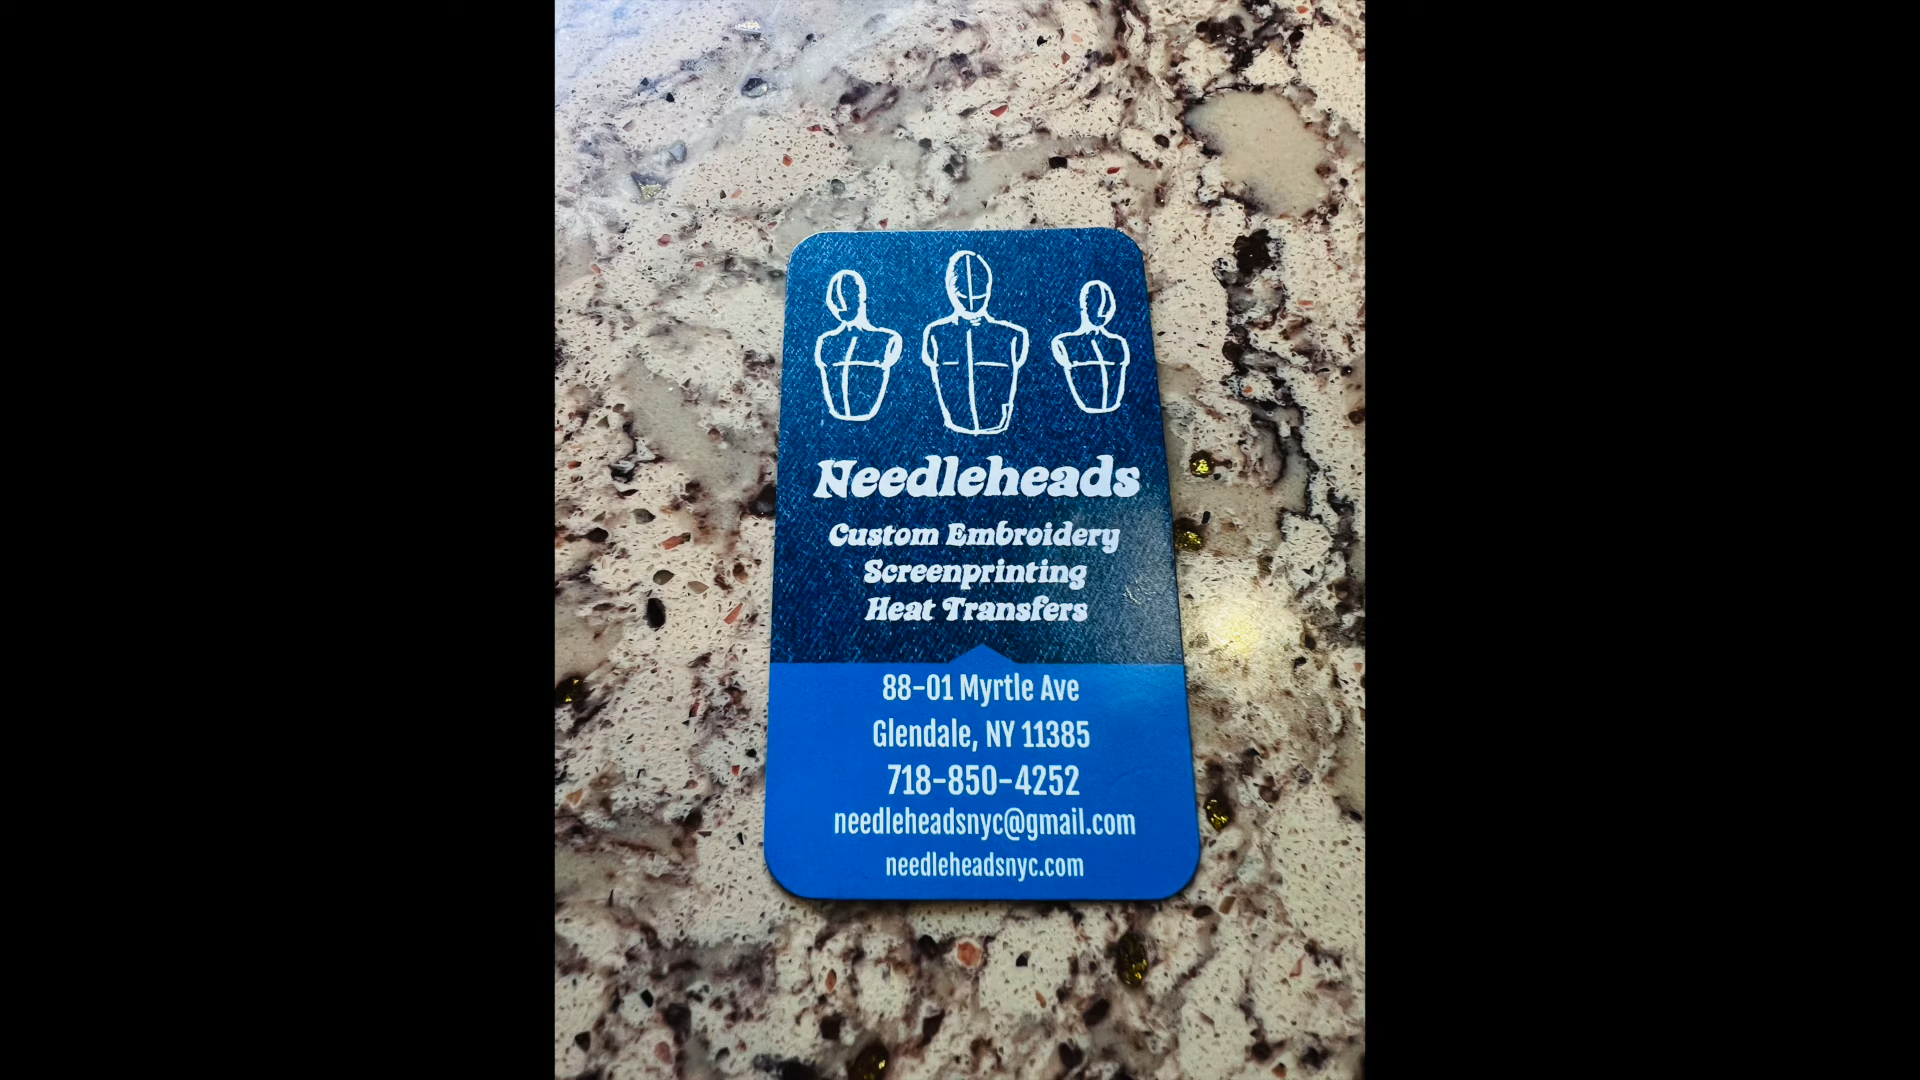 Needleheads
Custom Embroidery
Screenprinting
Heat Transfers
88-01 Myrtle Ave
Glendale, NY 11385
718-850-4252
needleheadsnyc@gmail.com
needleheadsnyc.com